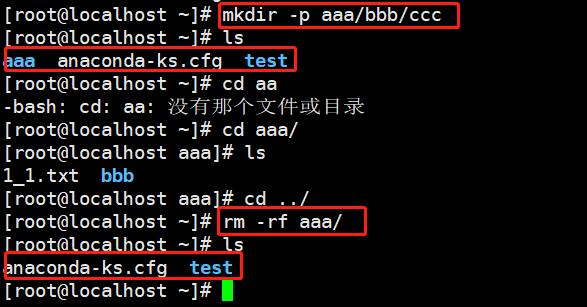 [root@localhost ~]# mkdir -p aaa/bbb/ccc
[root@localhost ~]# ls
aaa  anaconda-ks.cfg  test
[root@localhost ~]# cd aa
-bash: cd: aa: 没有那个文件或目录
[root@localhost ~]# cd aaa/
[root@localhost aaa]# ls
1_1.txt  bbb
[root@localhost aaa]# cd ../
[root@localhost ~]# rm -rf aaa/
[root@localhost ~]# ls
anaconda-ks.cfg  test
[root@localhost ~]#